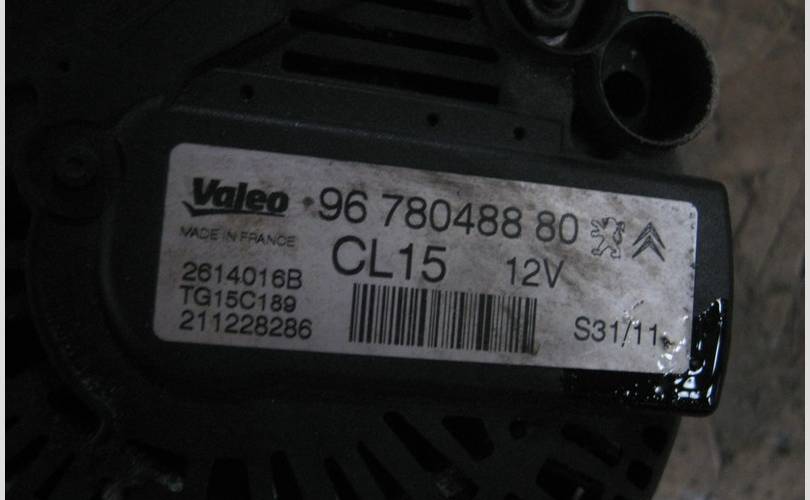 Valeo 96 780488 80
MADE IN FRANCE
CL15 12V
2614016B
TG15C189
211228286
S31/11